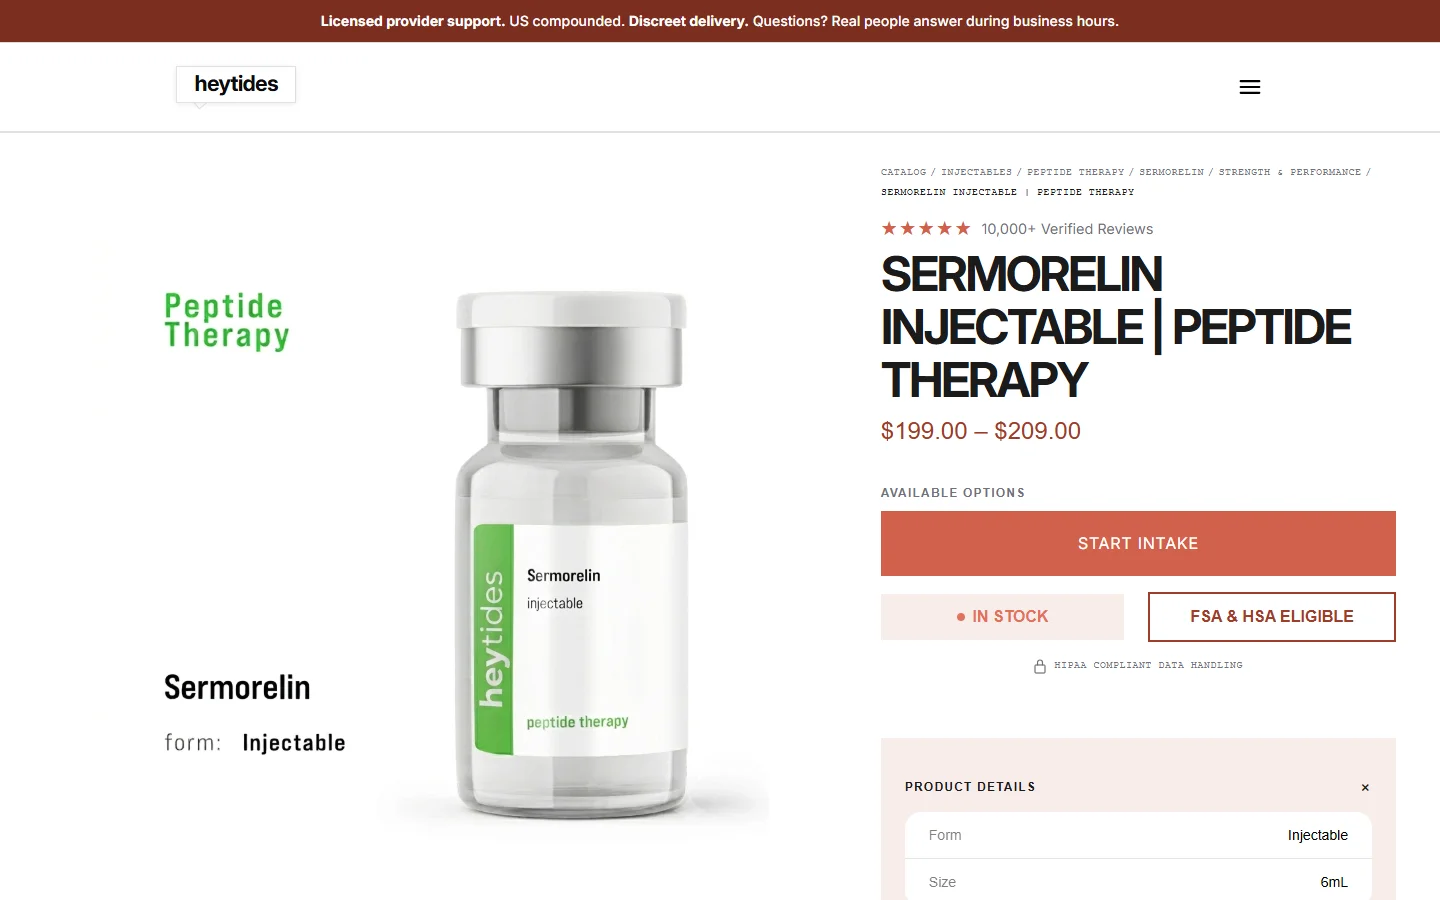 Licensed provider support. US compounded. Discreet delivery. Questions? Real people answer during business hours.
heytides
CATALOG / INJECTABLES / PEPTIDE THERAPY / SERMORELIN / STRENGTH & PERFORMANCE /
SERMORELIN INJECTABLE | PEPTIDE THERAPY
★★★★★ 10,000+ Verified Reviews
SERMORELIN
INJECTABLE | PEPTIDE
THERAPY
$199.00 – $209.00
AVAILABLE OPTIONS
START INTAKE
• IN STOCK
FSA & HSA ELIGIBLE
HIPAA COMPLIANT DATA HANDLING
PRODUCT DETAILS ×
Form Injectable
Size 6mL
Peptide
Therapy
Sermorelin
form: Injectable
heytides
Sermorelin
injectable
peptide therapy